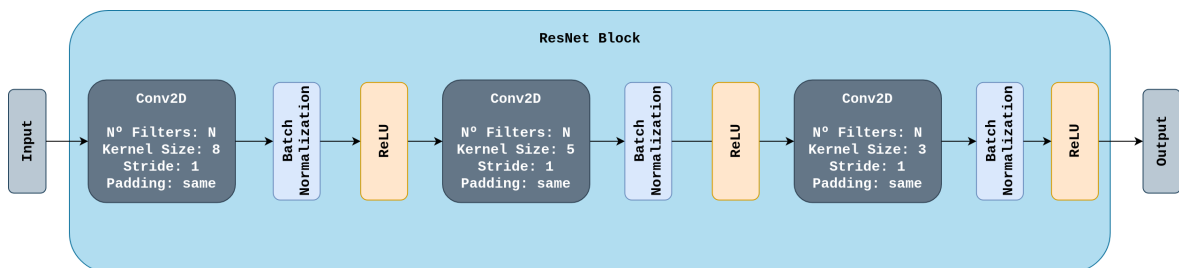 ResNet Block
Input
Conv2D
Nº Filters: N
Kernel Size: 8
Stride: 1
Padding: same
Batch
Normalization
ReLU
Conv2D
Nº Filters: N
Kernel Size: 5
Stride: 1
Padding: same
Batch
Normalization
ReLU
Conv2D
Nº Filters: N
Kernel Size: 3
Stride: 1
Padding: same
Batch
Normalization
ReLU
Output